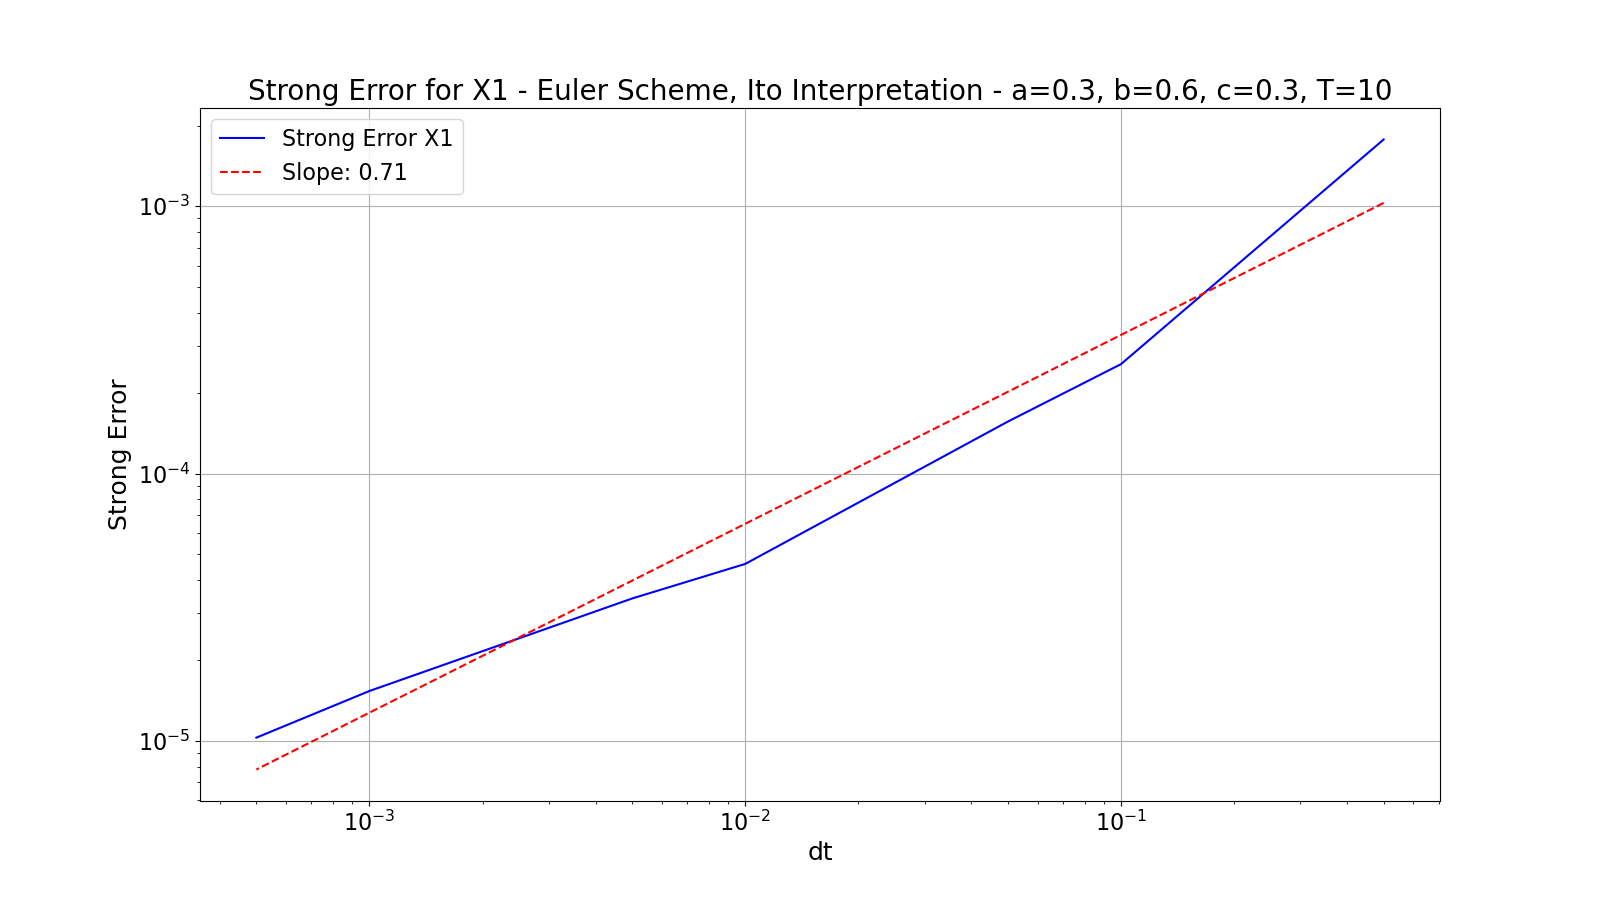 Strong Error for X1 - Euler Scheme, Ito Interpretation - a=0.3, b=0.6, c=0.3, T=10
Strong Error X1
Slope: 0.71
10⁻³
10⁻⁴
10⁻⁵
Strong Error
10⁻³
10⁻²
10⁻¹
dt